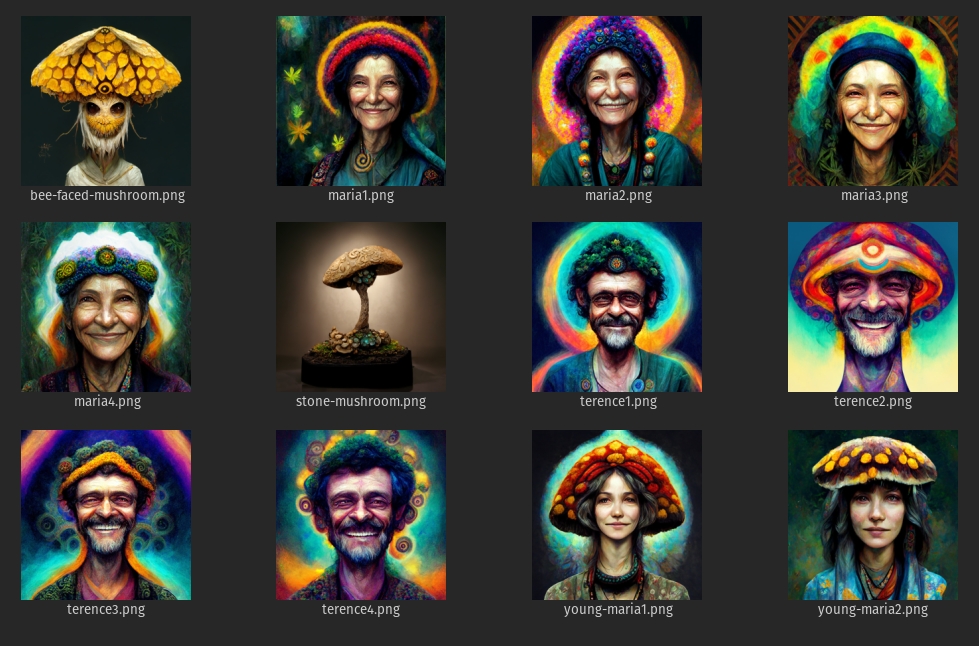 bee-faced-mushroom.png
maria1.png
maria2.png
maria3.png
maria4.png
stone-mushroom.png
terence1.png
terence2.png
terence3.png
terence4.png
young-maria1.png
young-maria2.png